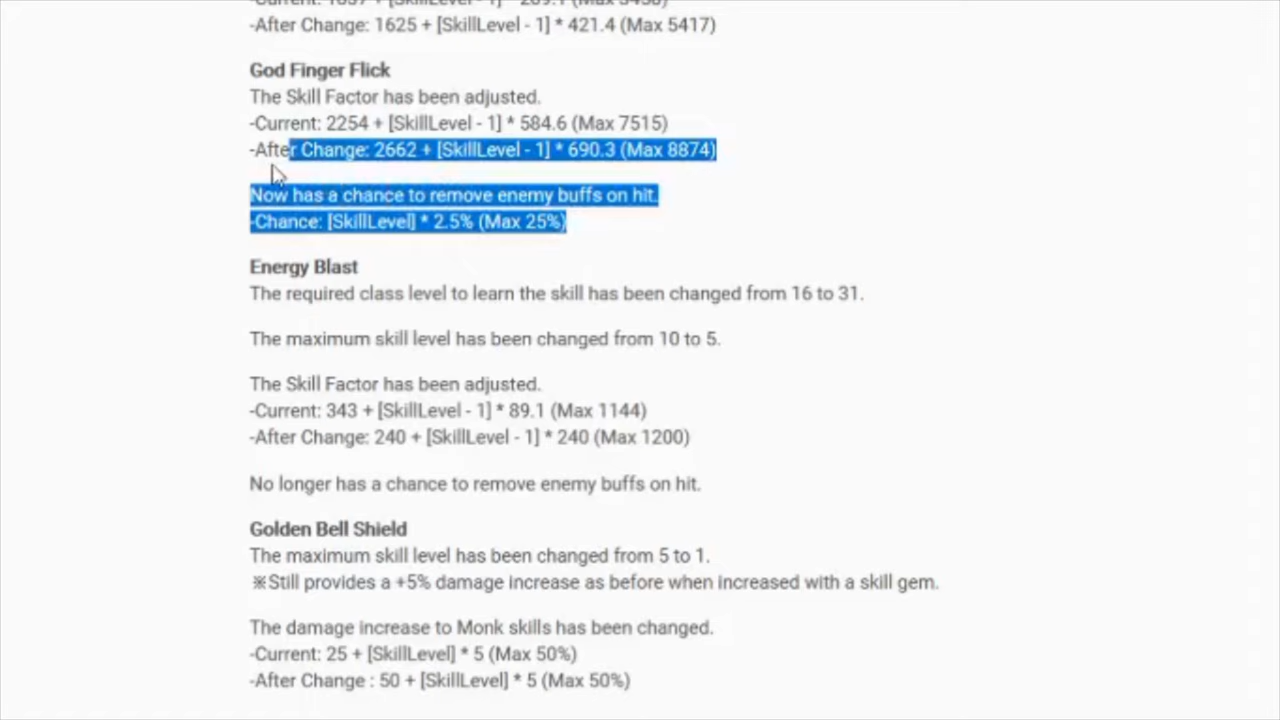 -After Change: 1625 + [SkillLevel - 1] * 421.4 (Max 5417)
God Finger Flick
The Skill Factor has been adjusted.
-Current: 2254 + [SkillLevel - 1] * 584.6 (Max 7515)
-After Change: 2662 + [SkillLevel - 1] * 690.3 (Max 8874)
Now has a chance to remove enemy buffs on hit.
-Chance: [SkillLevel] * 2.5% (Max 25%)
Energy Blast
The required class level to learn the skill has been changed from 16 to 31.
The maximum skill level has been changed from 10 to 5.
The Skill Factor has been adjusted.
-Current: 343 + [SkillLevel - 1] * 89.1 (Max 1144)
-After Change: 240 + [SkillLevel - 1] * 240 (Max 1200)
No longer has a chance to remove enemy buffs on hit.
Golden Bell Shield
The maximum skill level has been changed from 5 to 1.
※Still provides a +5% damage increase as before when increased with a skill gem.
The damage increase to Monk skills has been changed.
-Current: 25 + [SkillLevel] * 5 (Max 50%)
-After Change : 50 + [SkillLevel] * 5 (Max 50%)